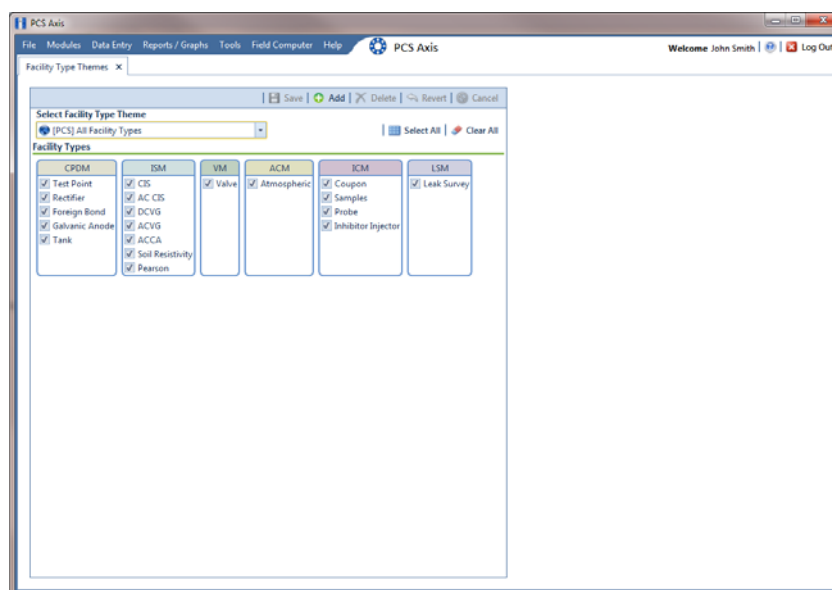 PCS Axis
File Modules Data Entry Reports / Graphs Tools Field Computer Help PCS Axis Welcome John Smith Log Out
Facility Type Themes X
Save Add Delete Revert Cancel
Select Facility Type Theme
[PCS] All Facility Types Select All Clear All
Facility Types
CPDM ISM VM ACM ICM LSM
Test Point CIS Valve Atmospheric Coupon Leak Survey
Rectifier AC CIS Samples
Foreign Bond DCVG Probe
Galvanic Anode ACVG Inhibitor Injector
Tank ACCA
Soil Resistivity
Pearson